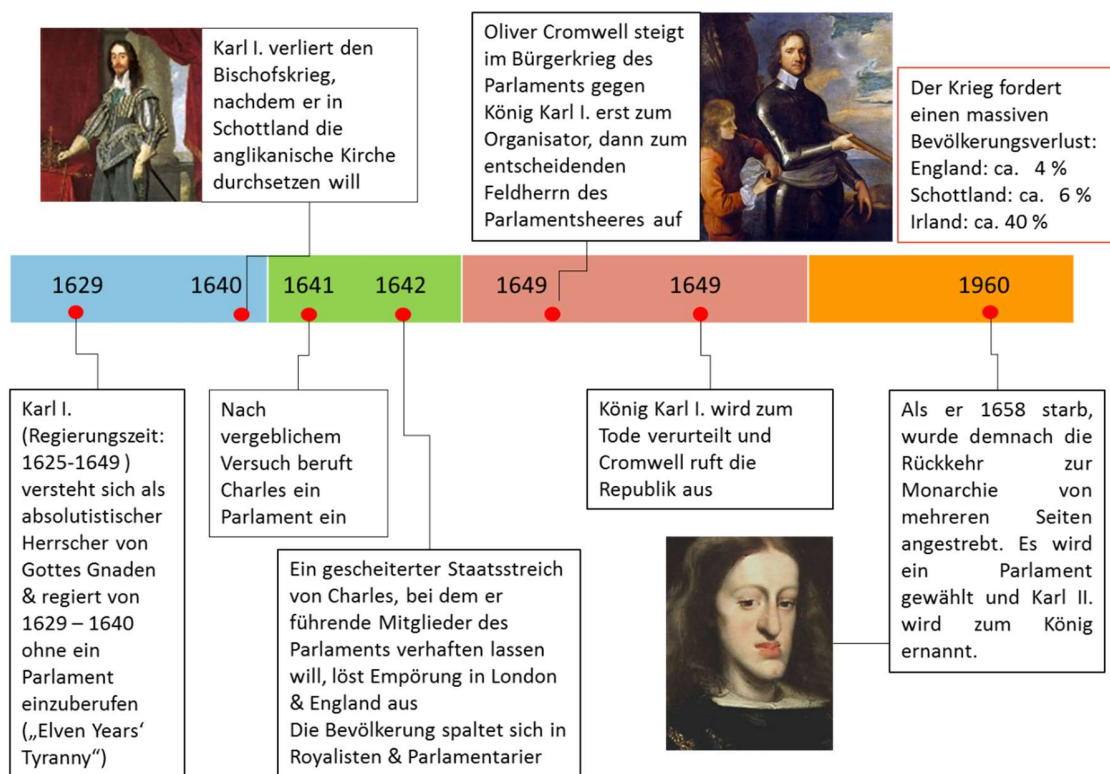 Karl I. verliert den
Bischofskrieg,
nachdem er in
Schottland die
anglikanische Kirche
durchsetzen will
Oliver Cromwell steigt
im Bürgerkrieg des
Parlaments gegen
König Karl I. erst zum
Organisator, dann zum
entscheidenden
Feldherrn des
Parlamentsheeres auf
Der Krieg fordert
einen massiven
Bevölkerungsverlust:
England: ca. 4 %
Schottland: ca. 6 %
Irland: ca. 40 %
1629 1640 1641 1642 1649 1649 1960
Karl I.
(Regierungszeit:
1625-1649 )
versteht sich als
absolutistischer
Herrscher von
Gottes Gnaden
& regiert von
1629 – 1640
ohne ein
Parlament
einzuberufen
(„Elven Years‘
Tyranny“)
Nach
vergeblichem
Versuch beruft
Charles ein
Parlament ein
Ein gescheiterter Staatsstreich
von Charles, bei dem er
führende Mitglieder des
Parlaments verhaften lassen
will, löst Empörung in London
& England aus
Die Bevölkerung spaltet sich in
Royalisten & Parlamentarier
König Karl I. wird zum
Tode verurteilt und
Cromwell ruft die
Republik aus
Als er 1658 starb,
wurde demnach die
Rückkehr zur
Monarchie von
mehreren Seiten
angestrebt. Es wird
ein Parlament
gewählt und Karl II.
wird zum König
ernannt.